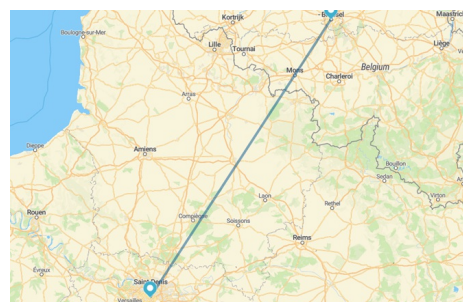 Kortrijk
Maastric
Boulogne-sur-Mer
Lille
Tournai
Liège
Mons
Belgium
Charleroi
Arras
Dieppe
Amiens
Bouillon
Sedan
Laon
Virton
Rethel
Rouen
Compiègne
Soissons
Reims
Évreux
Saint-Denis
Versailles